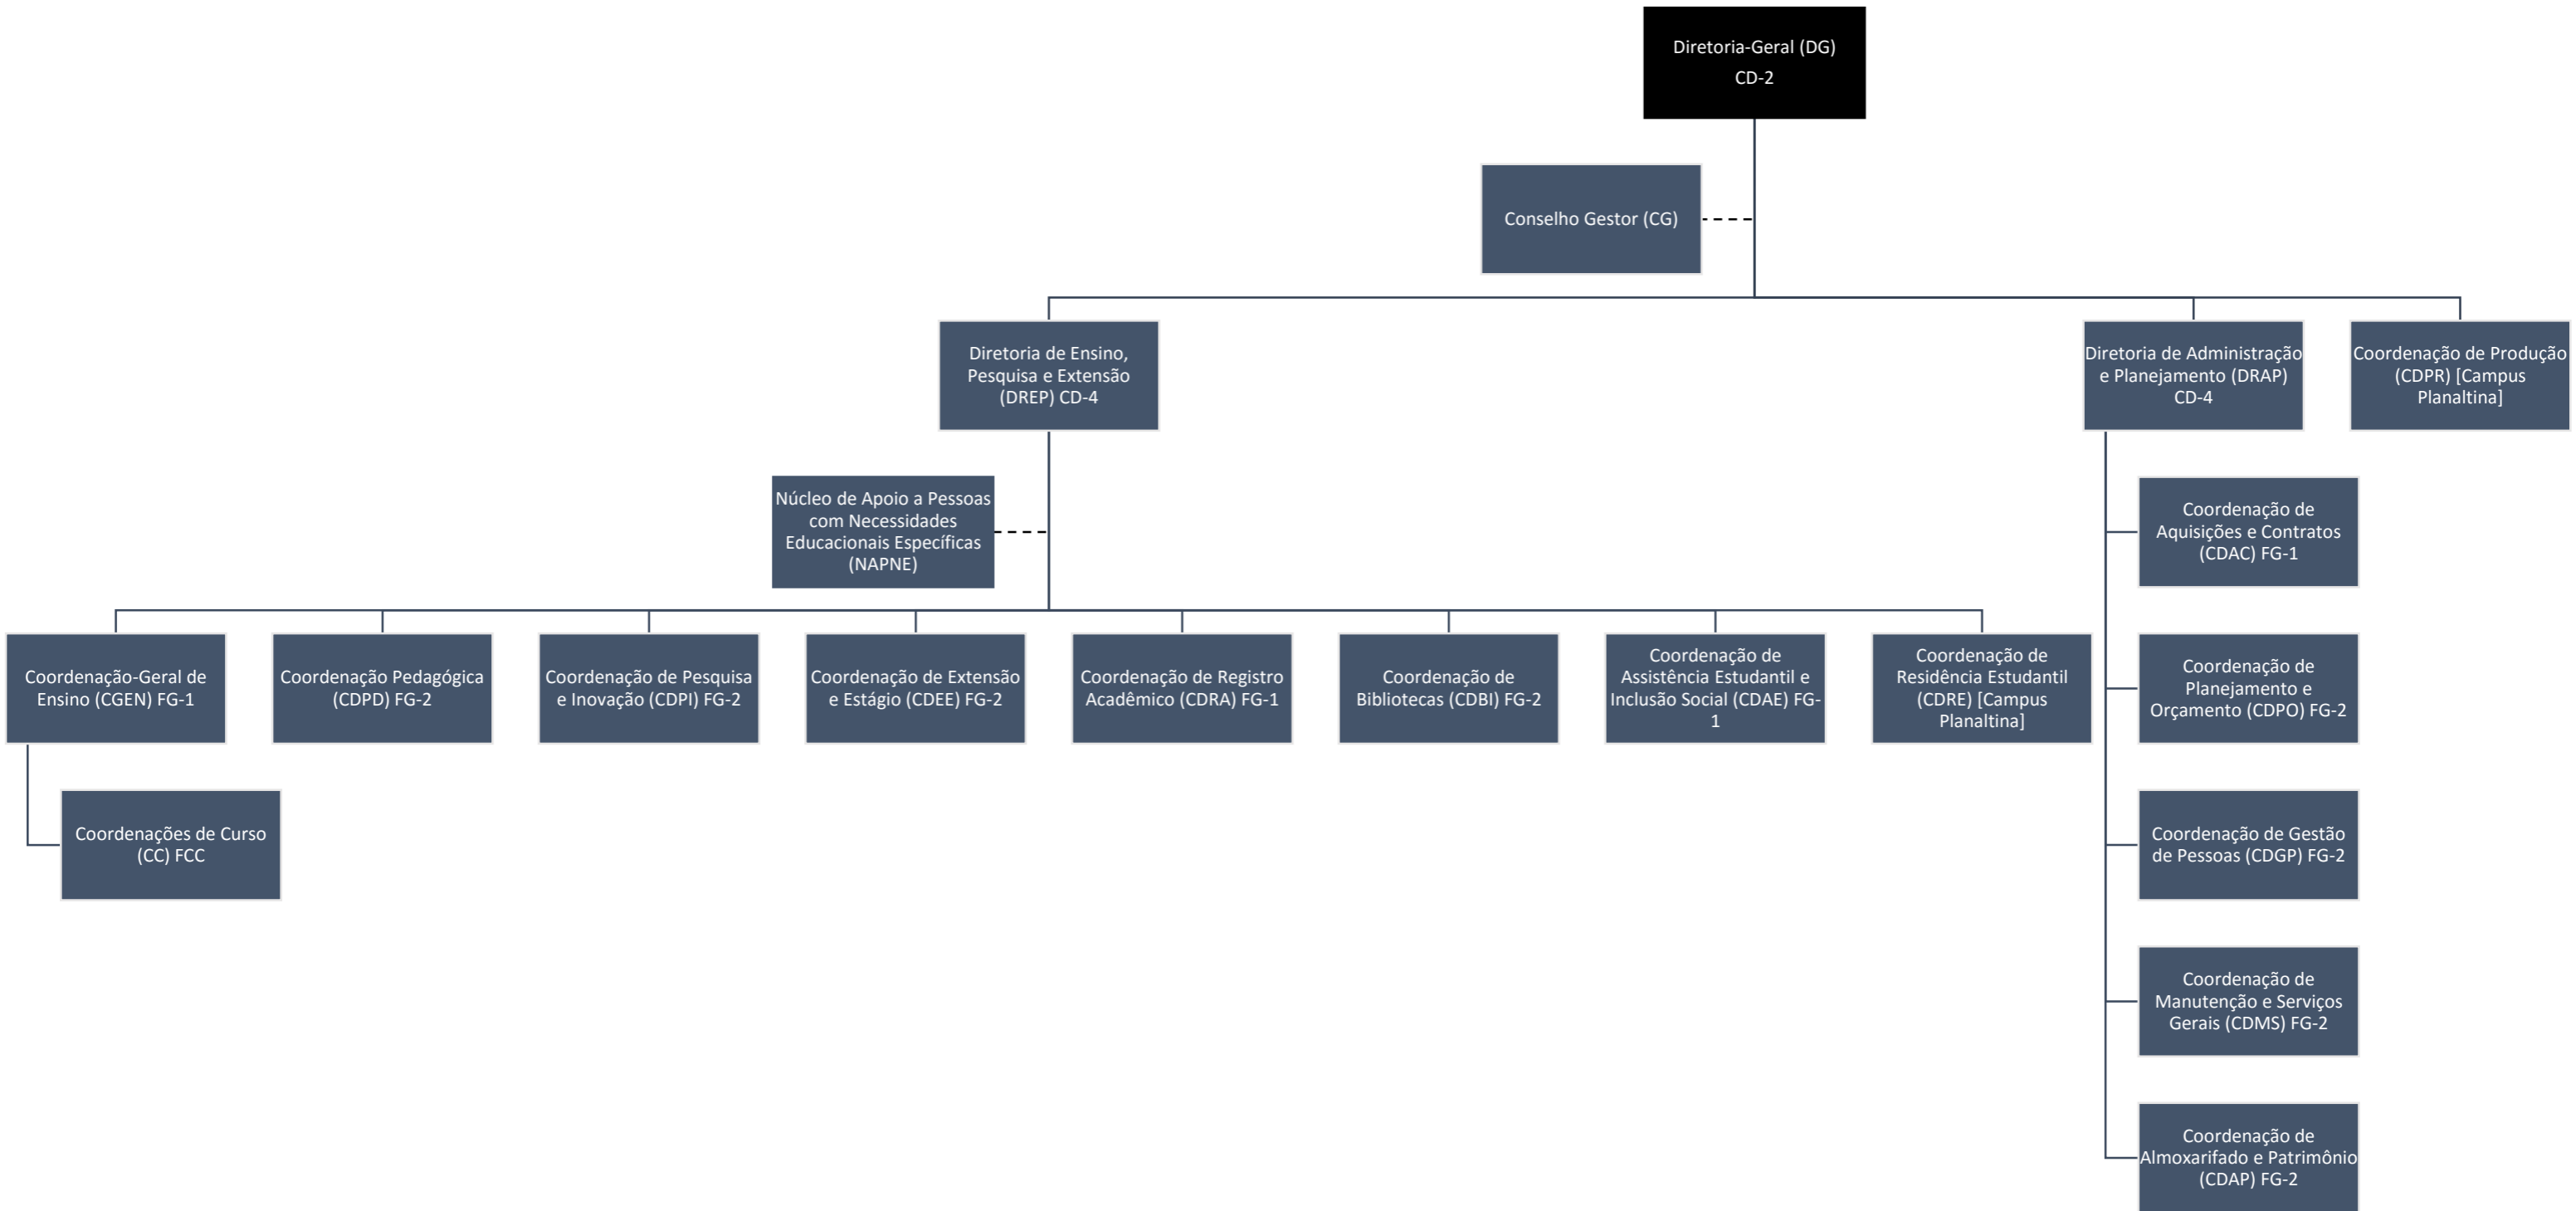 Diretoria-Geral (DG)
CD-2
Conselho Gestor (CG)
Diretoria de Ensino,
Pesquisa e Extensão
(DREP) CD-4
Diretoria de Administração
e Planejamento (DRAP)
CD-4
Coordenação de Produção
(CDPR) [Campus
Planaltina]
Núcleo de Apoio a Pessoas
com Necessidades
Educacionais Específicas
(NAPNE)
Coordenação de
Aquisições e Contratos
(CDAC) FG-1
Coordenação-Geral de
Ensino (CGEN) FG-1
Coordenação Pedagógica
(CDPD) FG-2
Coordenação de Pesquisa
e Inovação (CDPI) FG-2
Coordenação de Extensão
e Estágio (CDEE) FG-2
Coordenação de Registro
Acadêmico (CDRA) FG-1
Coordenação de
Bibliotecas (CDBI) FG-2
Coordenação de
Assistência Estudantil e
Inclusão Social (CDAE) FG-
1
Coordenação de
Residência Estudantil
(CDRE) [Campus
Planaltina]
Coordenação de
Planejamento e
Orçamento (CDPO) FG-2
Coordenações de Curso
(CC) FCC
Coordenação de Gestão
de Pessoas (CDGP) FG-2
Coordenação de
Manutenção e Serviços
Gerais (CDMS) FG-2
Coordenação de
Almoxarifado e Patrimônio
(CDAP) FG-2